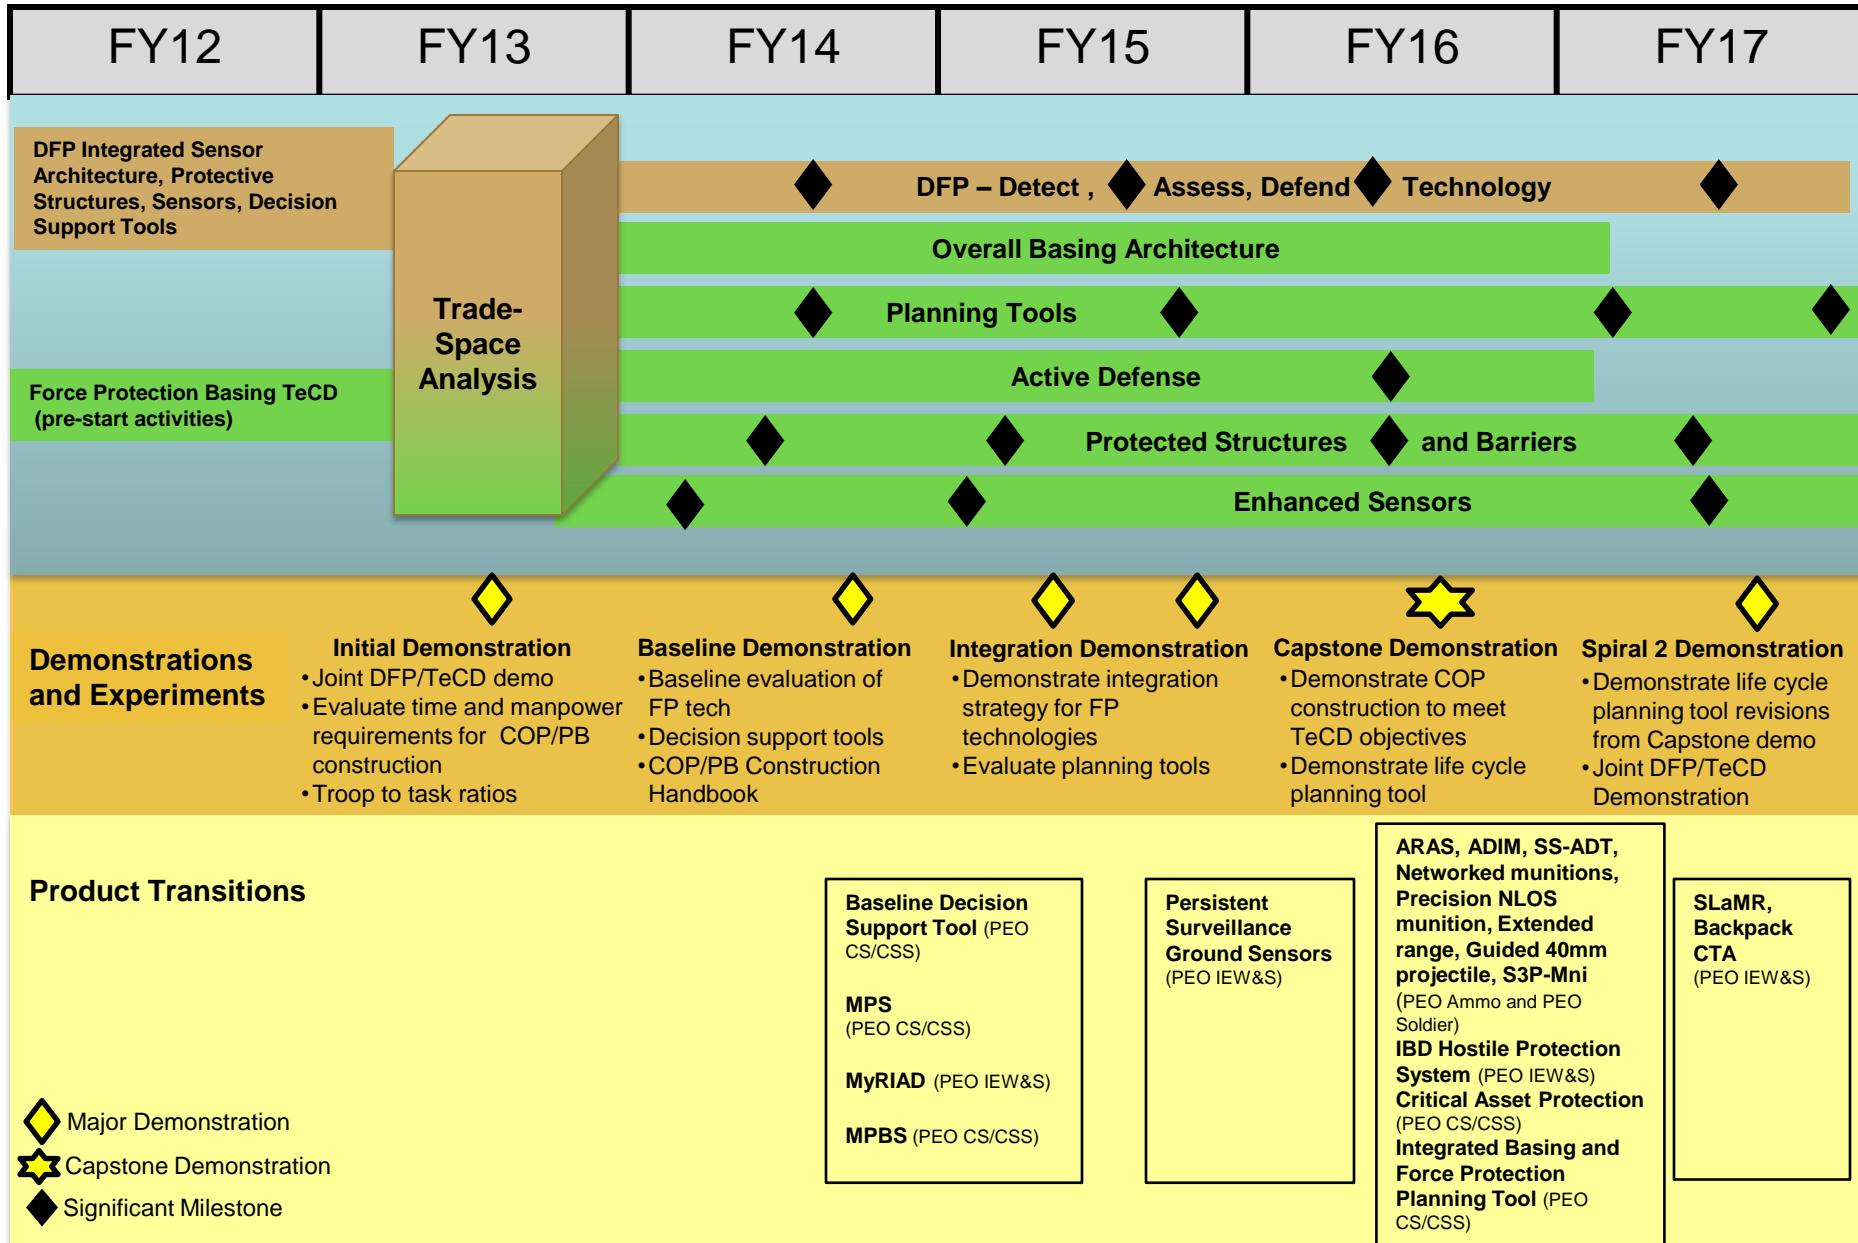 FY12
FY13
FY14
FY15
FY16
FY17
DFP Integrated Sensor
Architecture, Protective
Structures, Sensors, Decision
Support Tools
Force Protection Basing TeCD
(pre-start activities)
Trade-
Space
Analysis
DFP – Detect , Assess, Defend Technology
Overall Basing Architecture
Planning Tools
Active Defense
Protected Structures and Barriers
Enhanced Sensors
Demonstrations
and Experiments
Initial Demonstration
•Joint DFP/TeCD demo
•Evaluate time and manpower
requirements for COP/PB
construction
•Troop to task ratios
Baseline Demonstration
•Baseline evaluation of
FP tech
•Decision support tools
•COP/PB Construction
Handbook
Integration Demonstration
•Demonstrate integration
strategy for FP
technologies
•Evaluate planning tools
Capstone Demonstration
•Demonstrate COP
construction to meet
TeCD objectives
•Demonstrate life cycle
planning tool
Spiral 2 Demonstration
•Demonstrate life cycle
planning tool revisions
from Capstone demo
•Joint DFP/TeCD
Demonstration
Product Transitions
Baseline Decision
Support Tool (PEO
CS/CSS)
MPS
(PEO CS/CSS)
MyRIAD (PEO IEW&S)
MPBS (PEO CS/CSS)
Persistent
Surveillance
Ground Sensors
(PEO IEW&S)
ARAS, ADIM, SS-ADT,
Networked munitions,
Precision NLOS
munition, Extended
range, Guided 40mm
projectile, S3P-Mni
(PEO Ammo and PEO
Soldier)
IBD Hostile Protection
System (PEO IEW&S)
Critical Asset Protection
(PEO CS/CSS)
Integrated Basing and
Force Protection
Planning Tool (PEO
CS/CSS)
SLaMR,
Backpack
CTA
(PEO IEW&S)
Major Demonstration
Capstone Demonstration
Significant Milestone